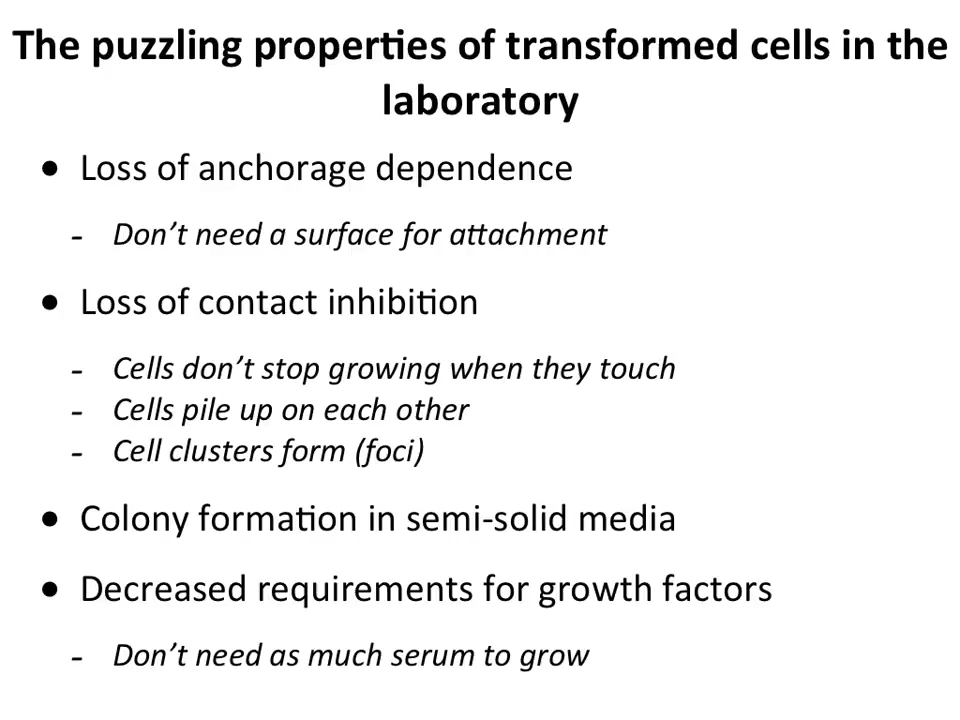 The puzzling properties of transformed cells in the
laboratory
• Loss of anchorage dependence
- Don't need a surface for attachment
• Loss of contact inhibition
- Cells don't stop growing when they touch
- Cells pile up on each other
- Cell clusters form (foci)
• Colony formation in semi-solid media
• Decreased requirements for growth factors
- Don't need as much serum to grow